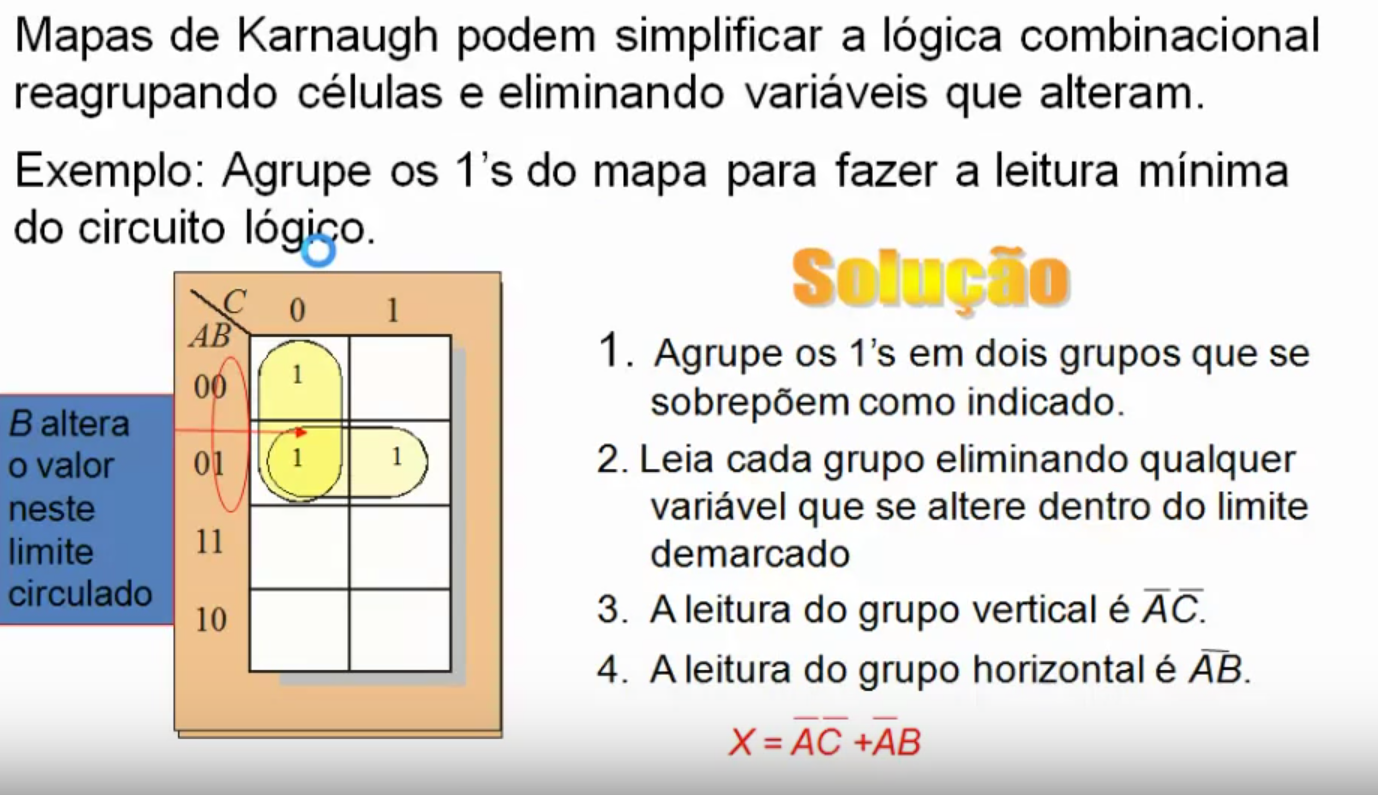 Mapas de Karnaugh podem simplificar a lógica combinacional
reagrupando células e eliminando variáveis que alteram.
Exemplo: Agrupe os 1’s do mapa para fazer a leitura mínima
do circuito lógico.
Solução
C 0 1
AB
00 1
01 1 1
11
10
B altera
o valor
neste
limite
circulado
1. Agrupe os 1’s em dois grupos que se
sobrepõem como indicado.
2. Leia cada grupo eliminando qualquer
variável que se altere dentro do limite
demarcado
3. A leitura do grupo vertical é A̅C̅.
4. A leitura do grupo horizontal é A̅B.
X = A̅C̅ +A̅B